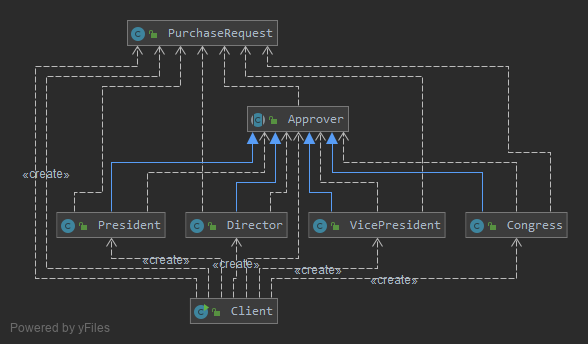 PurchaseRequest
Approver
«create»
President
Director
VicePresident
Congress
«create»
«create»
«create»
«create»
Client
Powered by yFiles